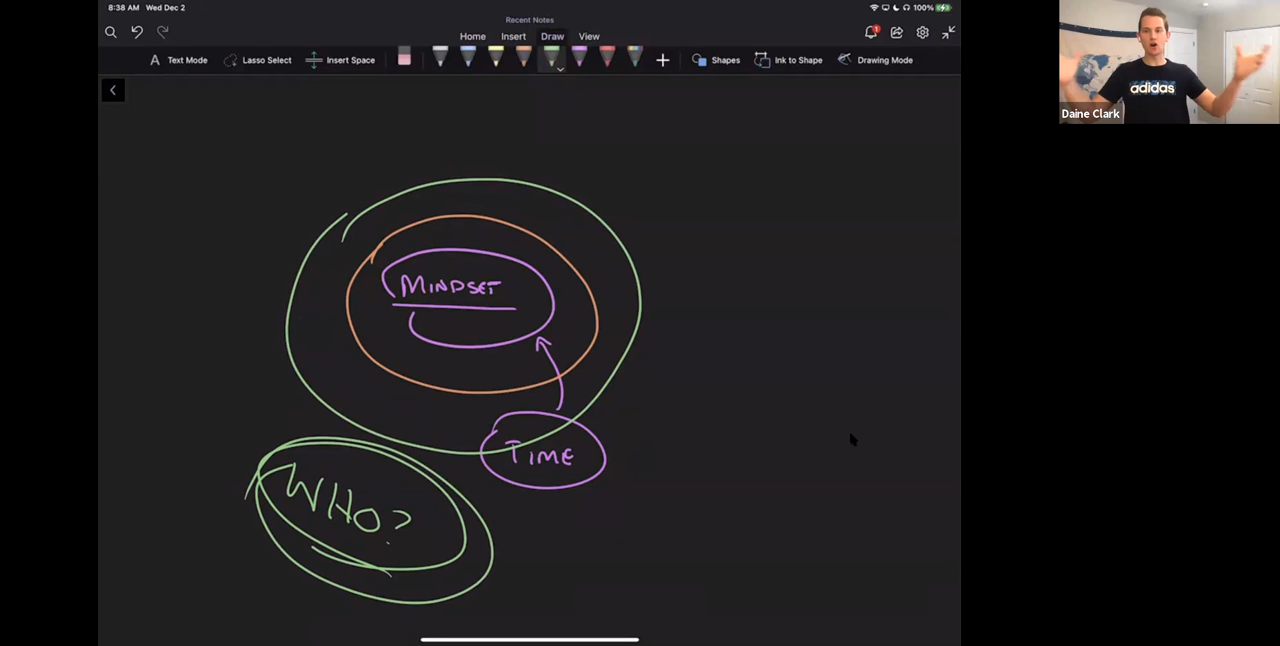 8:38 AM Wed Dec 2
100%
Recent Notes
Home Insert Draw View
1
Text Mode Lasso Select Insert Space Shapes Ink to Shape Drawing Mode
adidas
Daine Clark
MINDSET
TIME
WHO?